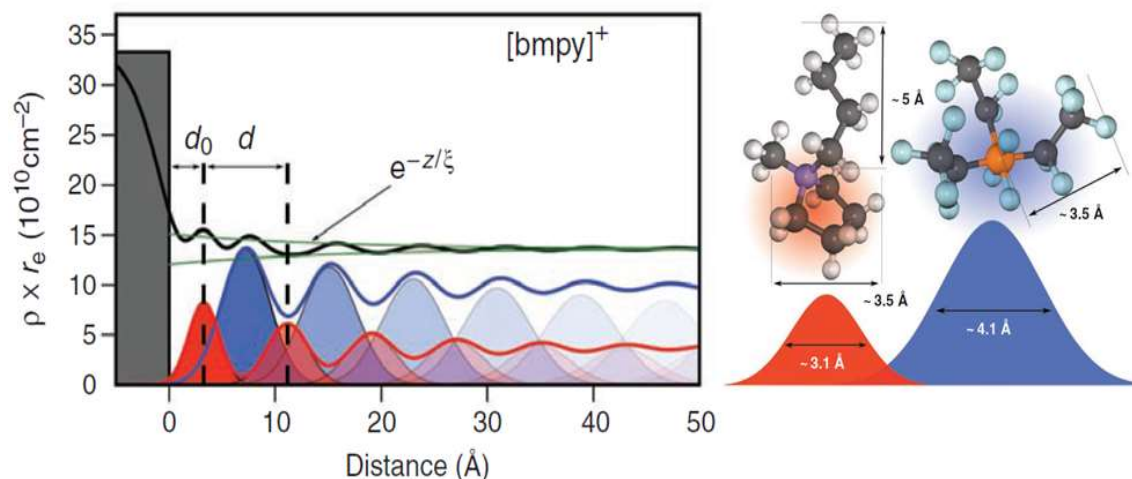 35
30
25
20
15
10
5
0
ρ × rₑ (10¹⁰cm⁻²)
[bmpy]⁺
d₀
d
e⁻ᶻ/ξ
0
10
20
30
40
50
Distance (Å)
~ 5 Å
~ 3.5 Å
~ 3.5 Å
~ 4.1 Å
~ 3.1 Å